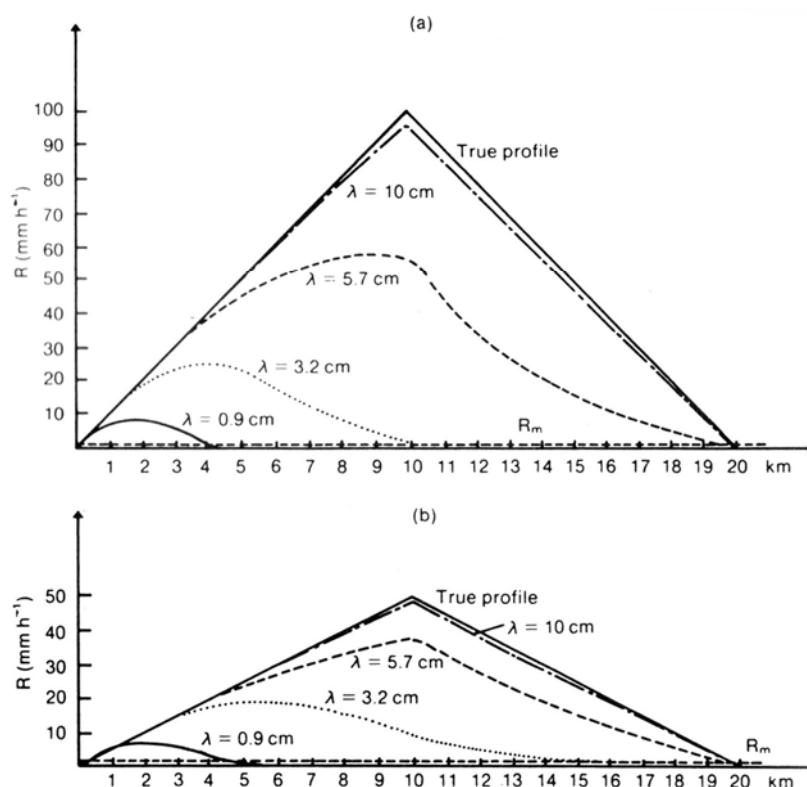 (a)
R (mm h⁻¹)
100
90
80
70
60
50
40
30
20
10
True profile
λ = 10 cm
λ = 5.7 cm
λ = 3.2 cm
λ = 0.9 cm
Rₘ
1 2 3 4 5 6 7 8 9 10 11 12 13 14 15 16 17 18 19 20 km
(b)
R (mm h⁻¹)
50
40
30
20
10
True profile
λ = 10 cm
λ = 5.7 cm
λ = 3.2 cm
λ = 0.9 cm
Rₘ
1 2 3 4 5 6 7 8 9 10 11 12 13 14 15 16 17 18 19 20 km